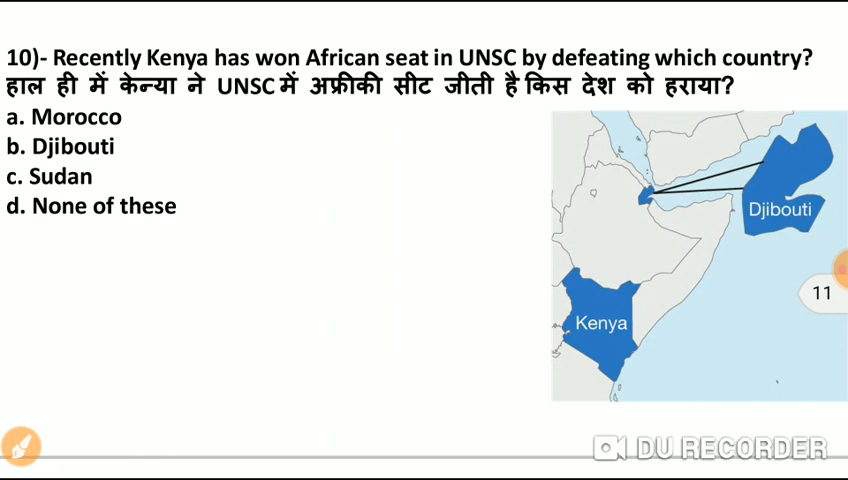 10)- Recently Kenya has won African seat in UNSC by defeating which country?
हाल ही में केन्या ने UNSC में अफ्रीकी सीट जीती है किस देश को हराया?
a. Morocco
b. Djibouti
c. Sudan
d. None of these
Djibouti
11
Kenya
DU RECORDER